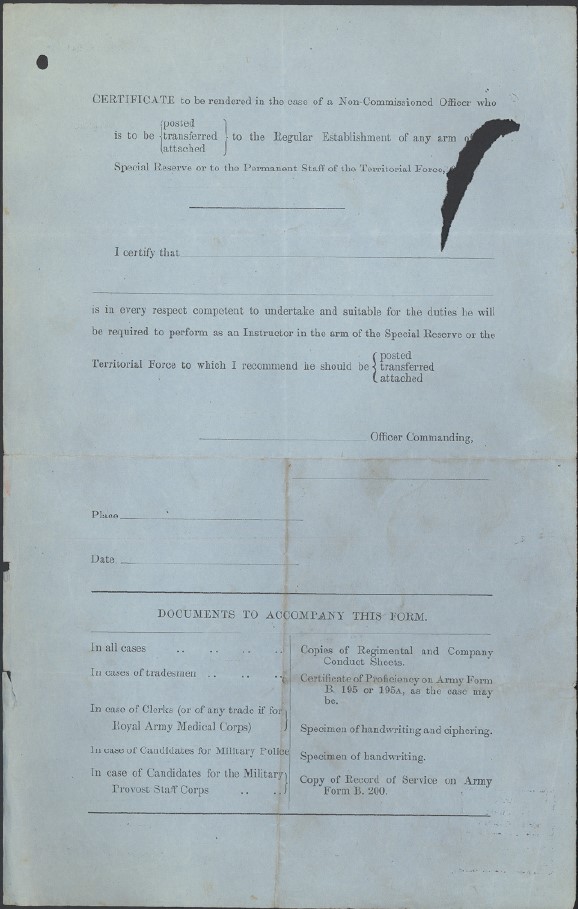 CERTIFICATE to be rendered in the case of a Non-Commissioned Officer who
is to be {posted transferred attached} to the Regular Establishment of any arm
Special Reserve or to the Permanent Staff of the Territorial Force,
I certify that
is in every respect competent to undertake and suitable for the duties he will
be required to perform as an Instructor in the arm of the Special Reserve or the
Territorial Force to which I recommend he should be {posted transferred attached
Officer Commanding,
Place
Date
DOCUMENTS TO ACCOMPANY THIS FORM.
In all cases .. .. .. ..
Copies of Regimental and Company
Conduct Sheets.
In cases of tradesmen .. .. ..
Certificate of Proficiency on Army Form
B. 195 or 195A, as the case may
be.
In case of Clerks (or of any trade if for
Royal Army Medical Corps)
Specimen of handwriting and ciphering.
In case of Candidates for Military Police
Specimen of handwriting.
In case of Candidates for the Military
Provost Staff Corps .. ..
Copy of Record of Service on Army
Form B. 200.